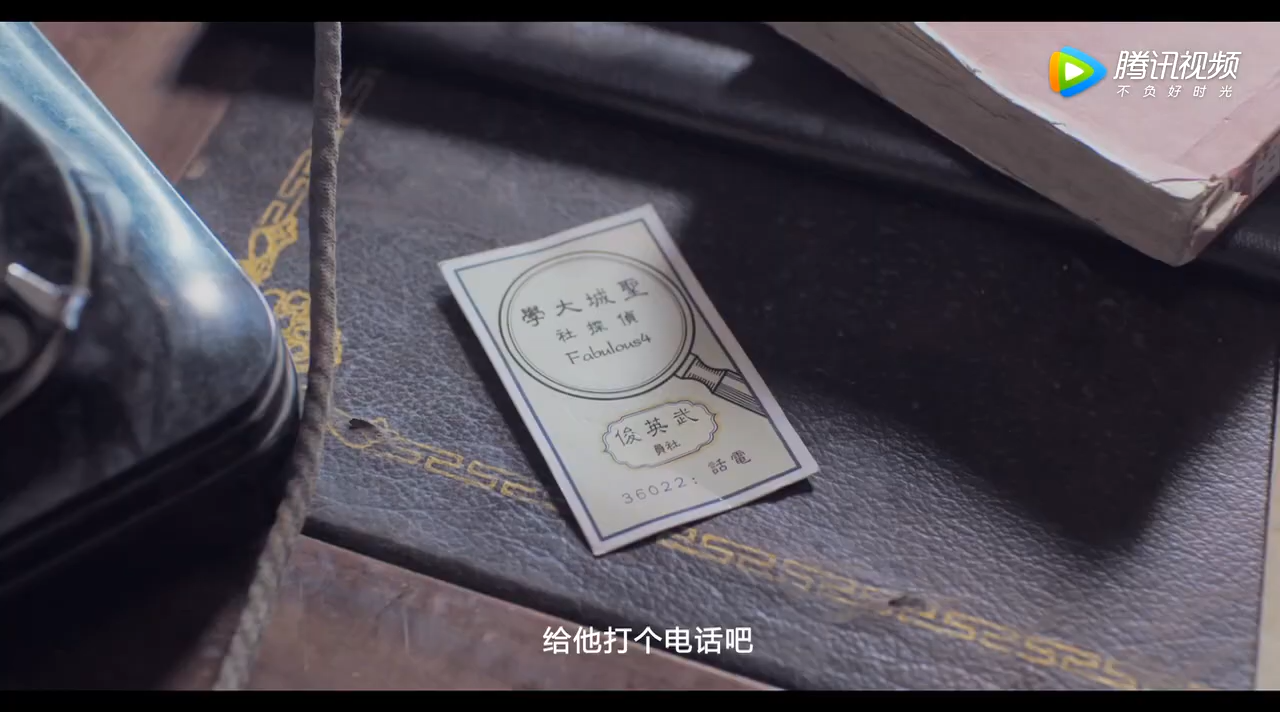 腾讯视频
不负好时光
聖城大學
偵探社
Fabulous4
武英俊
社員
電話:36022
给他打个电话吧